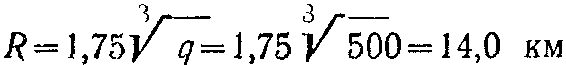 R = 1,75 ∛q = 1,75 ∛500 = 14,0 км